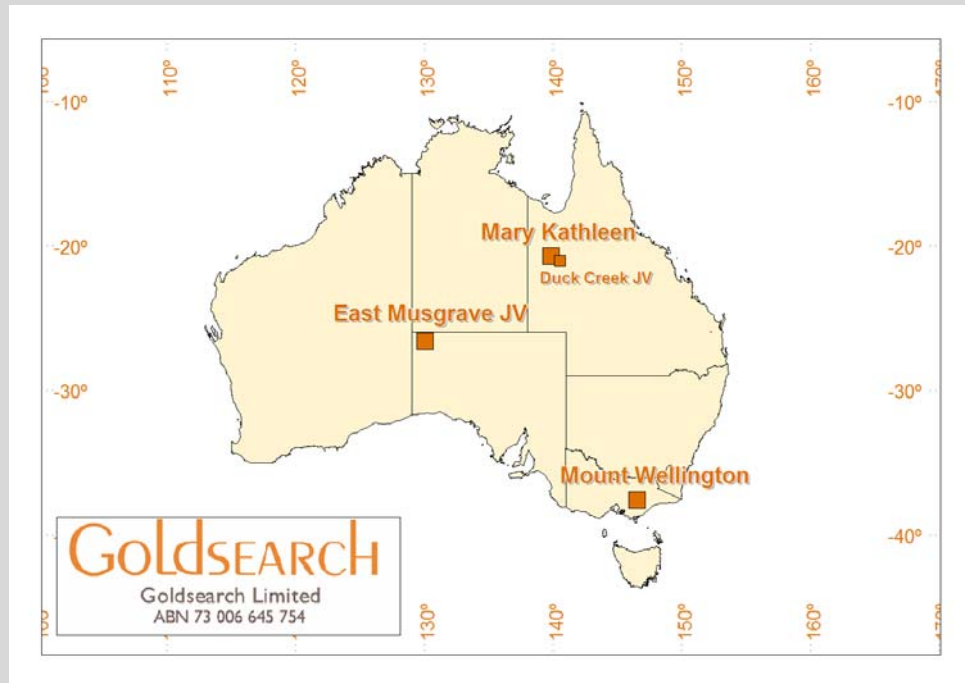 110°
120°
130°
140°
150°
160°
-10°
-10°
Mary Kathleen
-20°
-20°
Duck Creek JV
East Musgrave JV
-30°
-30°
Mount Wellington
-40°
-40°
GOLDSEARCH
Goldsearch Limited
ABN 73 006 645 754
130°
140°
150°
160°